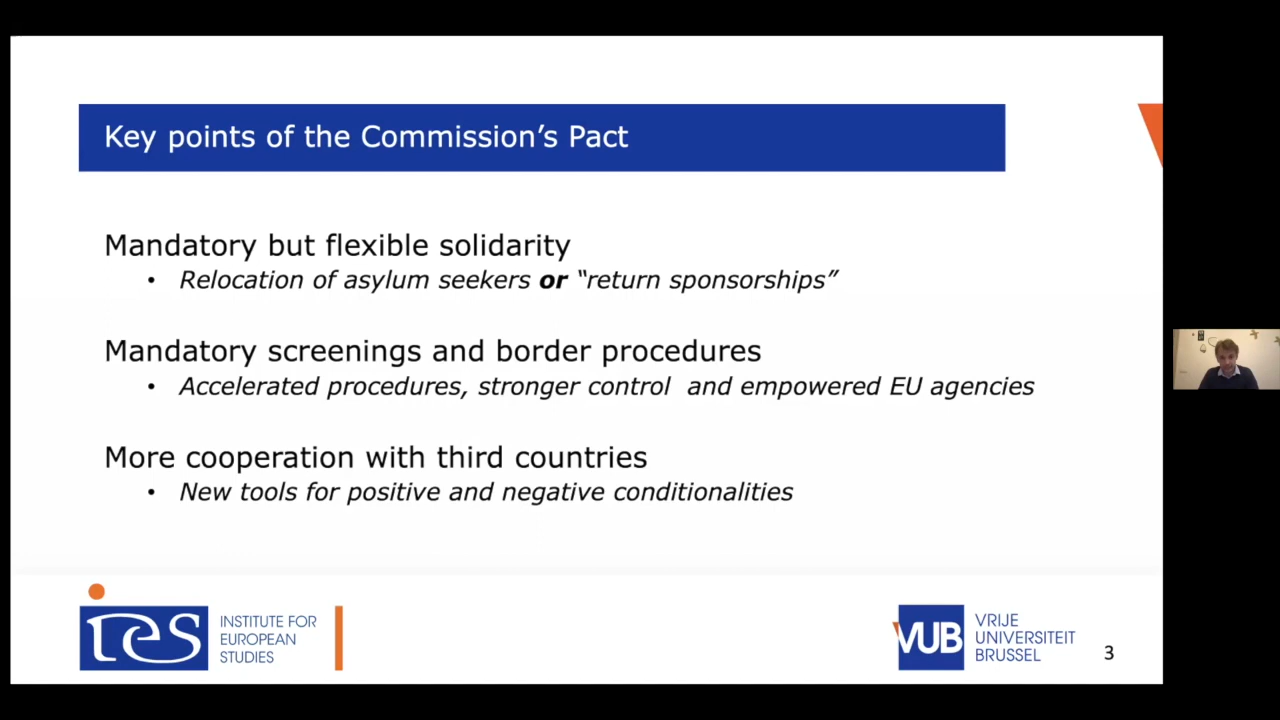 Key points of the Commission's Pact
Mandatory but flexible solidarity
• Relocation of asylum seekers or “return sponsorships”
Mandatory screenings and border procedures
• Accelerated procedures, stronger control and empowered EU agencies
More cooperation with third countries
• New tools for positive and negative conditionalities
ies
INSTITUTE FOR
EUROPEAN
STUDIES
VUB
VRIJE
UNIVERSITEIT
BRUSSEL
3